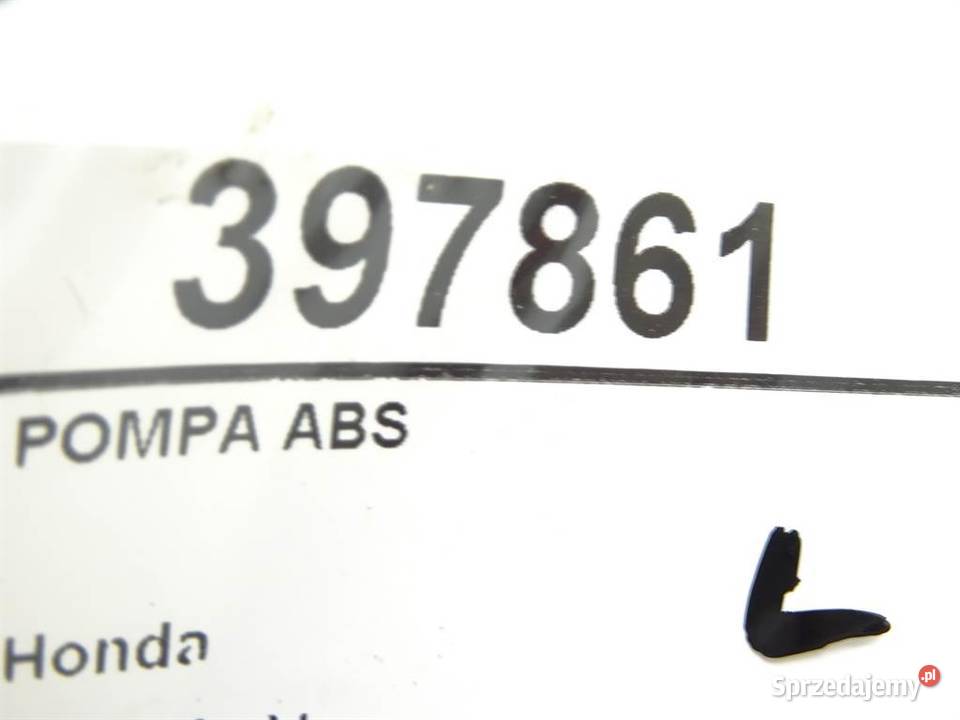 397861
POMPA ABS
L
Honda
Sprzedajemy.pl